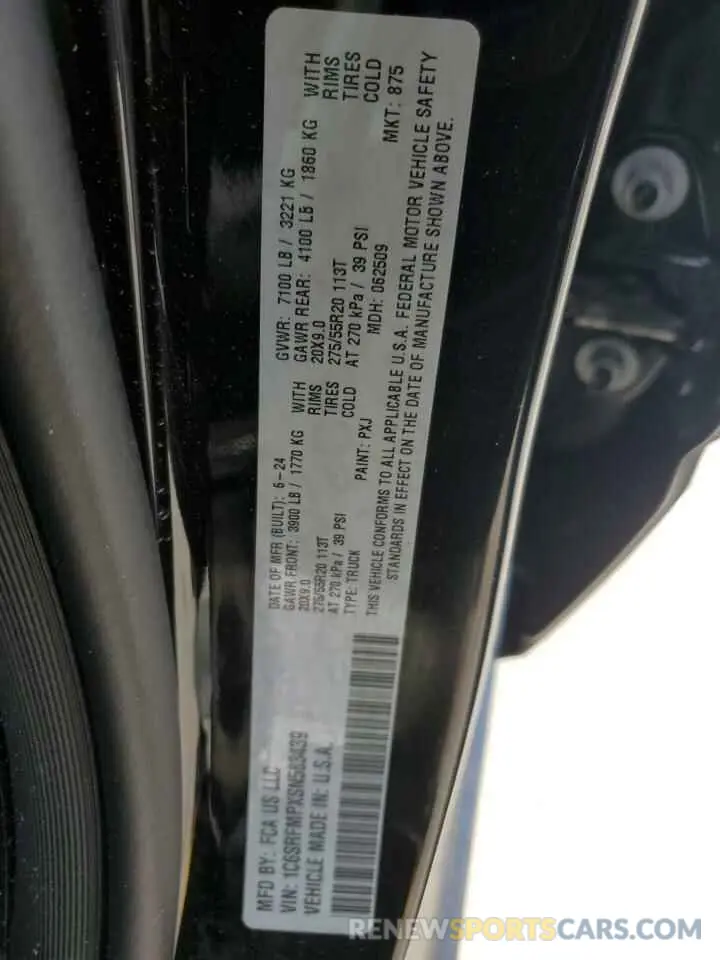 MFD BY: FCA US LLC
DATE OF MFR (BUILT): 6-24
GVWR: 7100 LB / 3221 KG
VIN: 1C6SRFMPXSN583439
GAWR FRONT: 3900 LB / 1770 KG WITH
20X9.0 RIMS
275/55R20 113T TIRES
AT 270 kPa / 39 PSI COLD
GAWR REAR: 4100 LB / 1860 KG WITH
20X9.0 RIMS
275/55R20 113T TIRES
AT 270 kPa / 39 PSI COLD
VEHICLE MADE IN: U.S.A.
TYPE: TRUCK PAINT: PXJ MDH: 062509 MKT: 875
THIS VEHICLE CONFORMS TO ALL APPLICABLE U.S.A. FEDERAL MOTOR VEHICLE SAFETY
STANDARDS IN EFFECT ON THE DATE OF MANUFACTURE SHOWN ABOVE.
RENEWSPORTCARS.COM